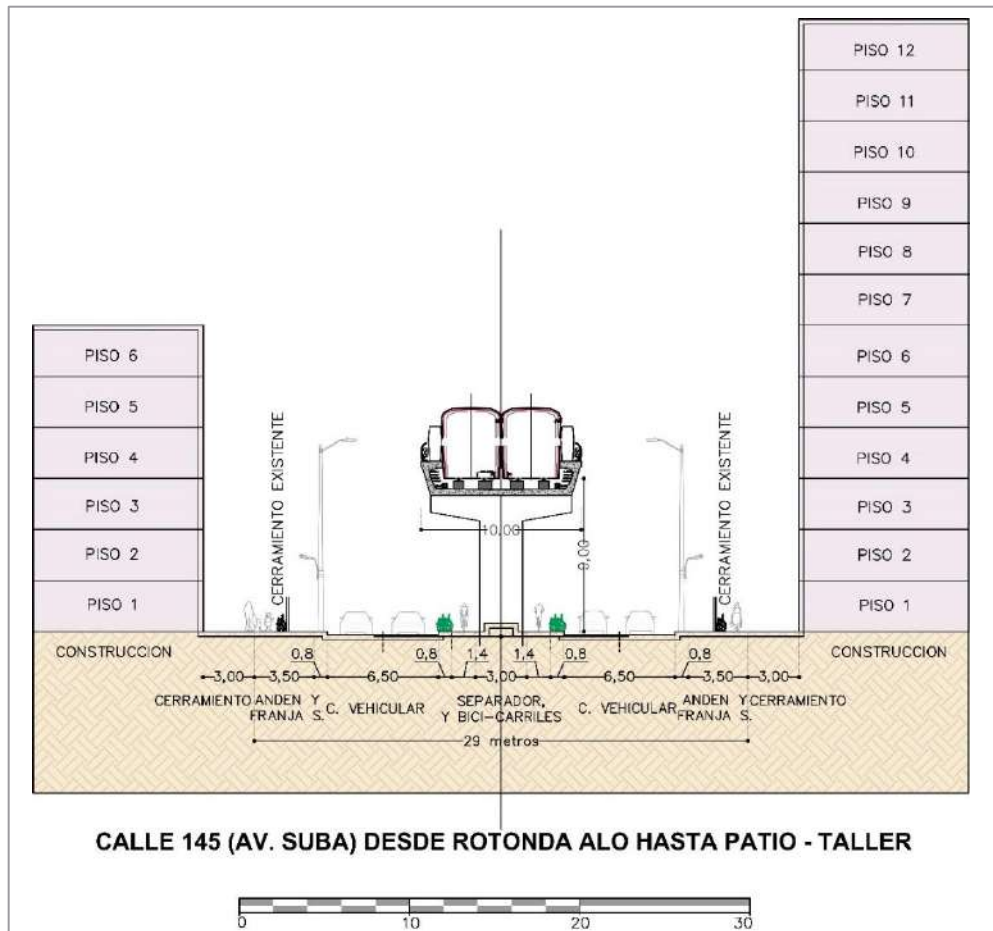 PISO 12
PISO 11
PISO 10
PISO 9
PISO 8
PISO 7
PISO 6
PISO 5
PISO 4
PISO 3
PISO 2
PISO 1
PISO 6
PISO 5
PISO 4
PISO 3
PISO 2
PISO 1
CERRAMIENTO EXISTENTE
CERRAMIENTO EXISTENTE
10,00
9,00
CONSTRUCCION
CONSTRUCCION
0,8 0,8 1,4 1,4 0,8 0,8
3,00 3,50 6,50 3,00 6,50 3,50 3,00
CERRAMIENTO ANDEN Y FRANJA S. C. VEHICULAR SEPARADOR, Y BICI-CARRILES C. VEHICULAR ANDEN Y FRANJA S. CERRAMIENTO
29 metros
CALLE 145 (AV. SUBA) DESDE ROTONDA ALO HASTA PATIO - TALLER
0 10 20 30